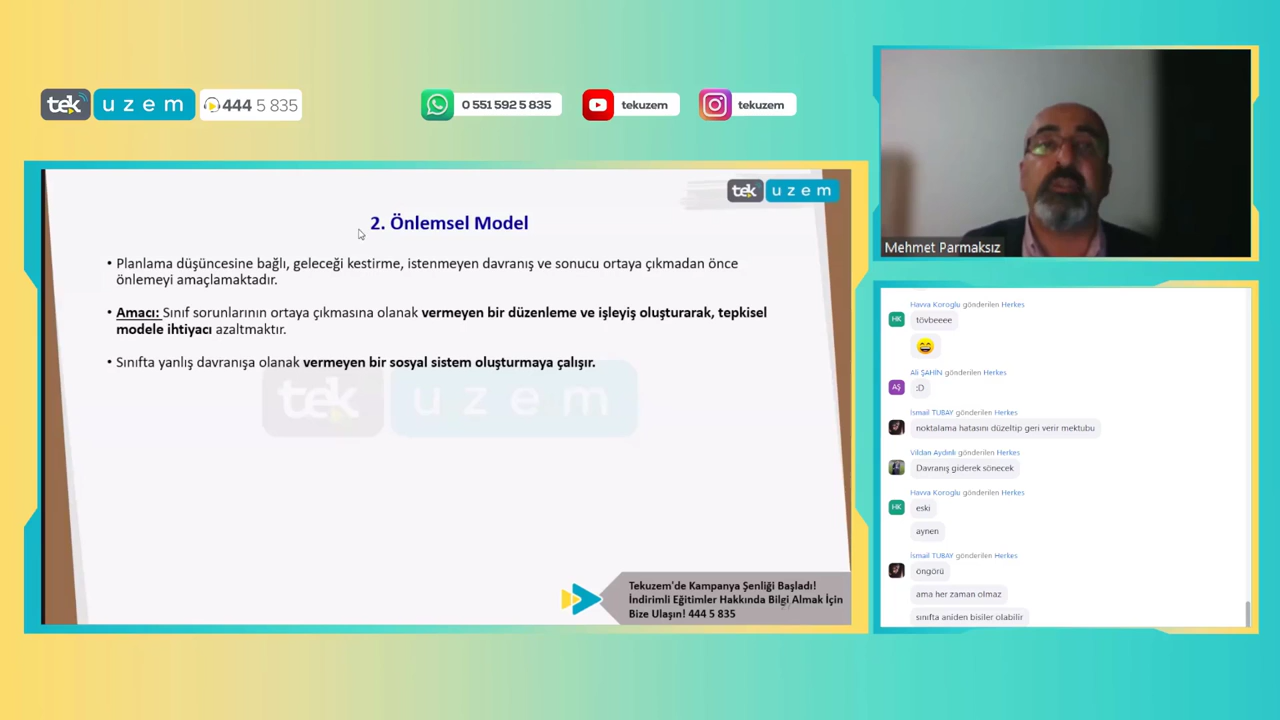 tek uzem 444 5 835
0 551 592 5 835
tekuzem
tekuzem
tek uzem
2. Önlemsel Model
• Planlama düşüncesine bağlı, geleceği kestirme, istenmeyen davranış ve sonucu ortaya çıkmadan önce
önlemeyi amaçlamaktadır.
• Amacı: Sınıf sorunlarının ortaya çıkmasına olanak vermeyen bir düzenleme ve işleyiş oluşturarak, tepkisel
modele ihtiyacı azaltmaktır.
• Sınıfta yanlış davranışa olanak vermeyen bir sosyal sistem oluşturmaya çalışır.
tek uzem
Tekuzem'de Kampanya Şenliği Başladı!
İndirimli Eğitimler Hakkında Bilgi Almak İçin
Bize Ulaşın! 444 5 835
Mehmet Parmaksız
Havva Koroglu gönderilen Herkes
HK tövbeeee
Ali ŞAHİN gönderilen Herkes
AŞ :D
İsmail TUBAY gönderilen Herkes
noktalama hatasını düzeltip geri verir mektubu
Vildan Aydinli gönderilen Herkes
Davranış giderek sönecek
Havva Koroglu gönderilen Herkes
HK eski
aynen
İsmail TUBAY gönderilen Herkes
öngörü
ama her zaman olmaz
sınıfta aniden bisiler olabilir